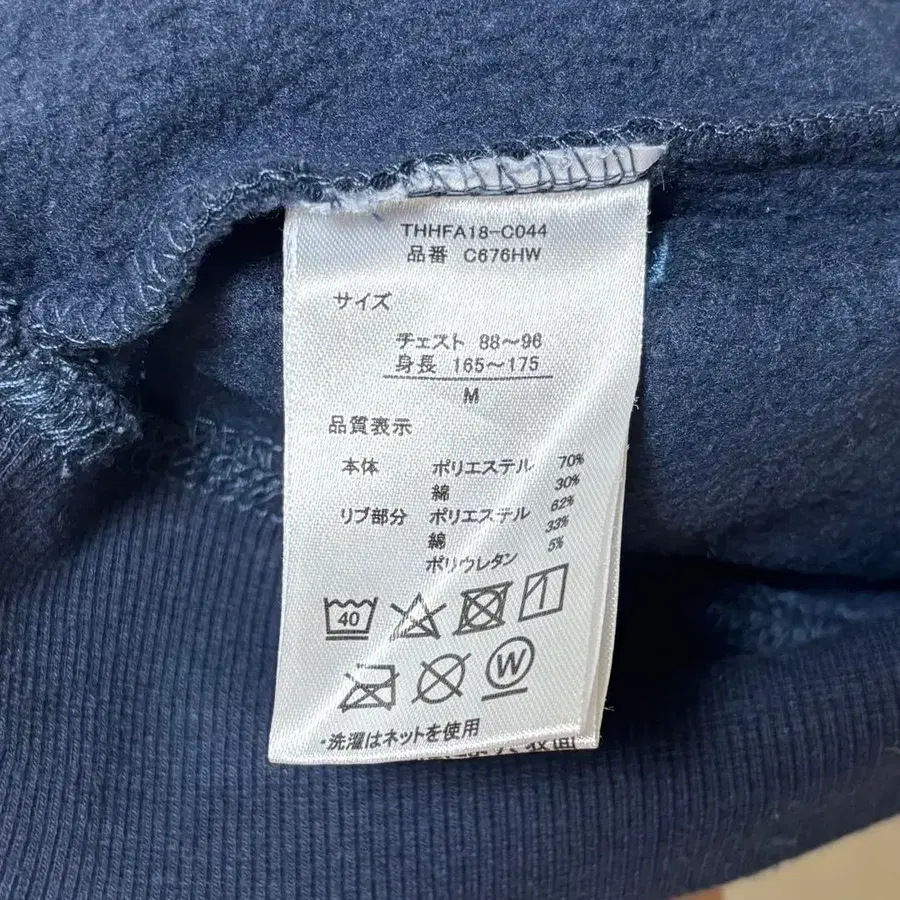 THHFA18-C044
品番 C676HW
サイズ
チェスト 88～96
身長 165～175
M
品質表示
本体 ポリエステル 70%
綿 30%
リブ部分 ポリエステル 62%
綿 33%
ポリウレタン 5%
40
W
・洗濯はネットを使用